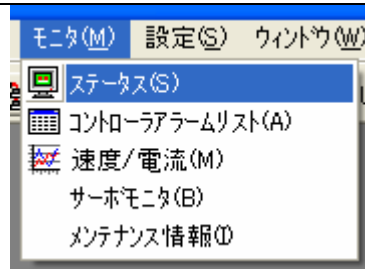 モニタ(M) 設定(S) ウィンドウ(W)
ステータス(S)
コントローラアラームリスト(A)
速度/電流(M)
サーボモニタ(B)
メンテナンス情報(I)